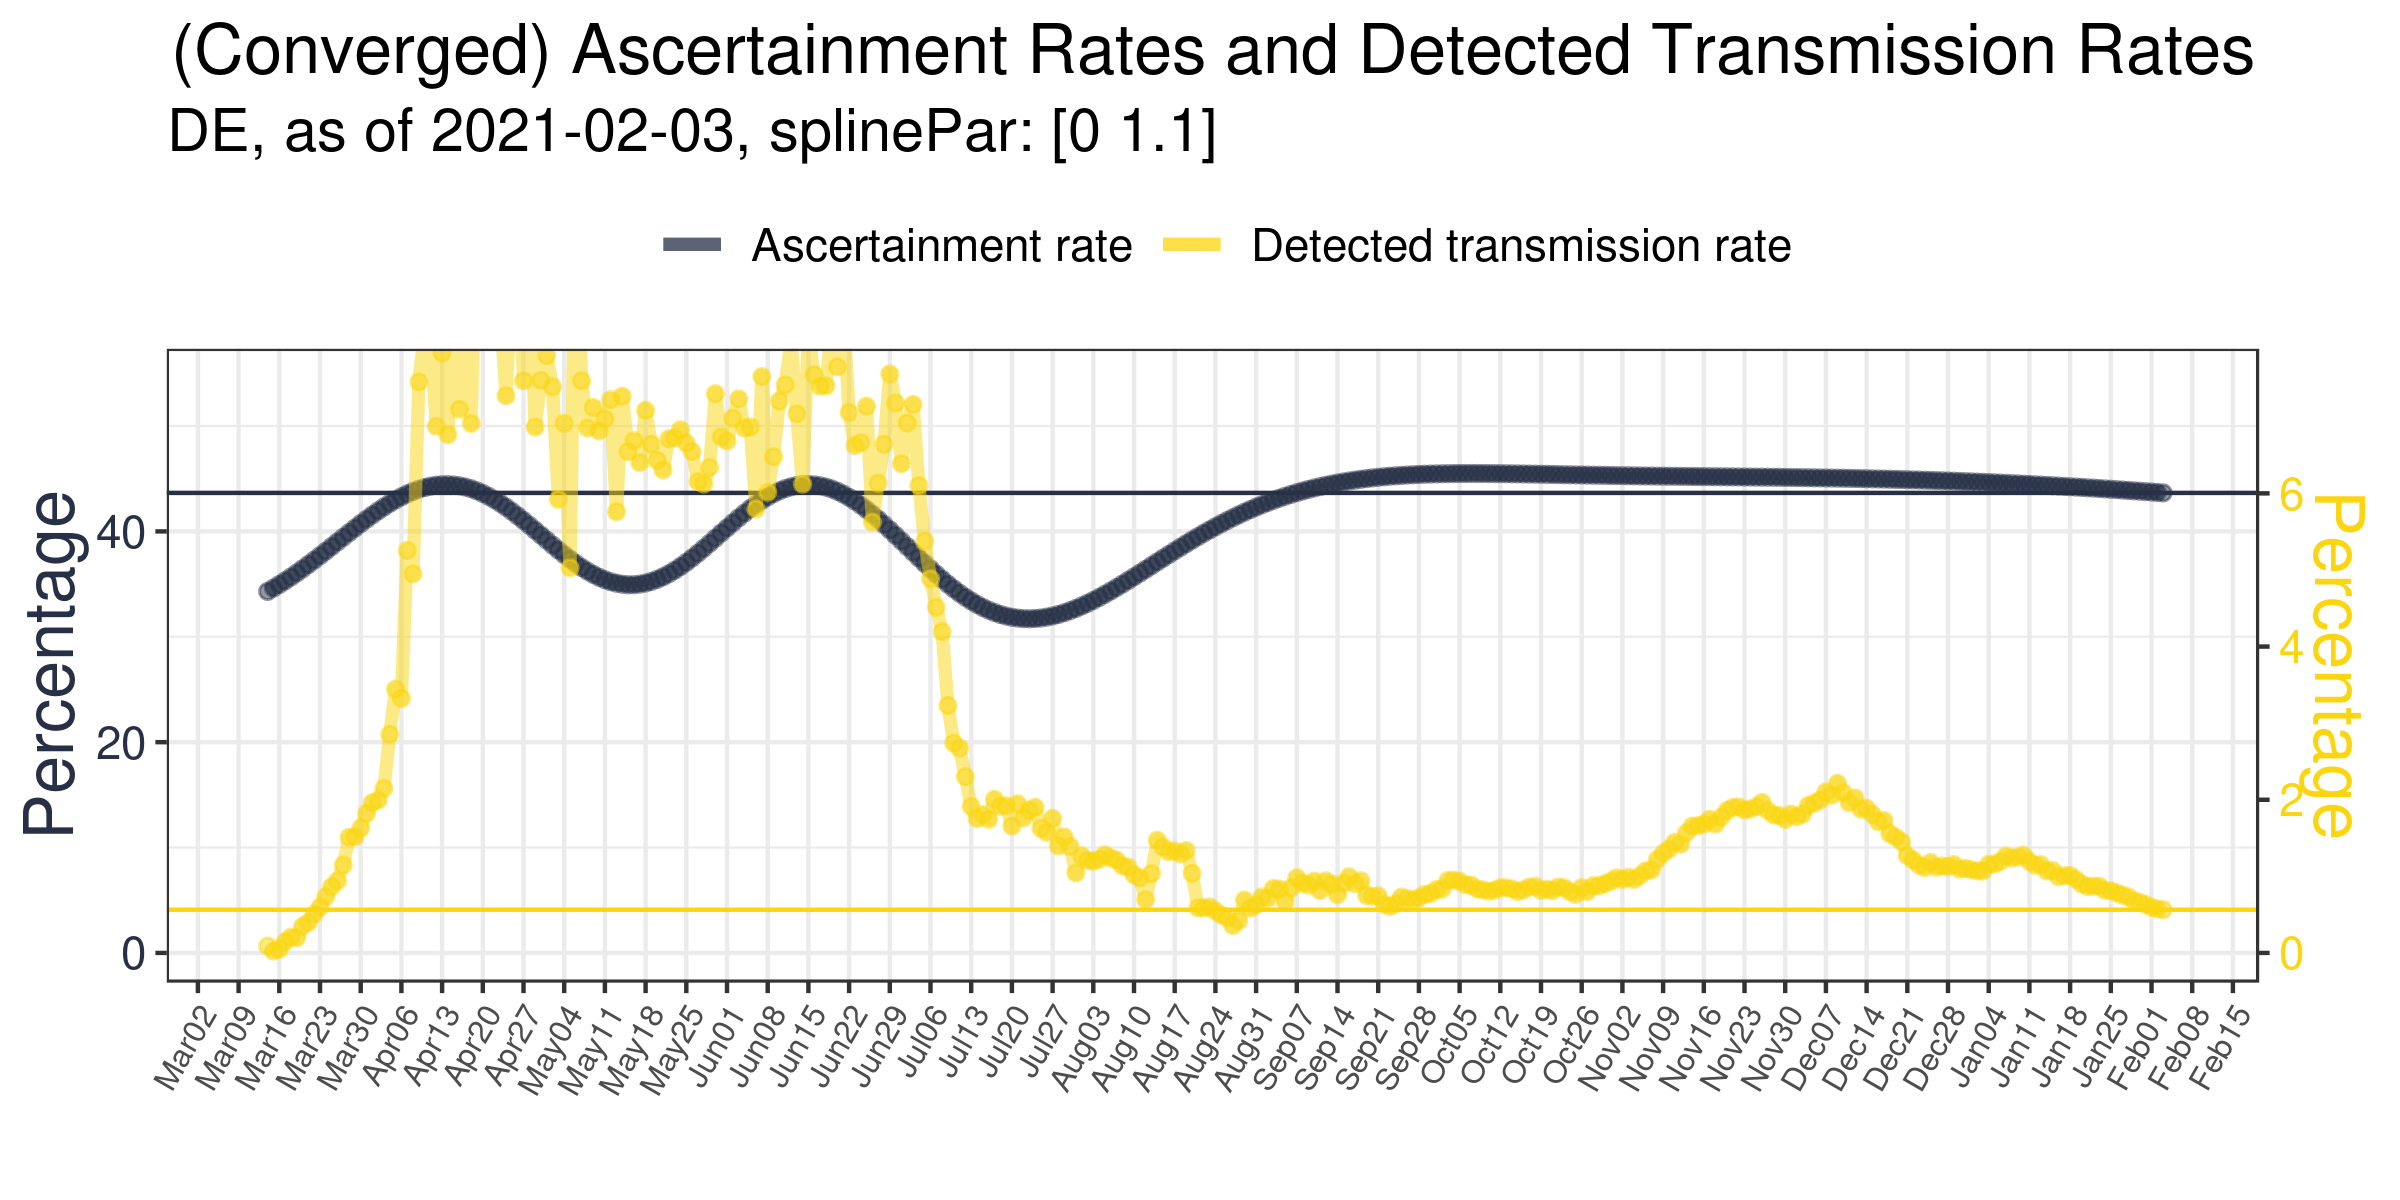 (Converged) Ascertainment Rates and Detected Transmission Rates
DE, as of 2021-02-03, splinePar: [0 1.1]
Ascertainment rate Detected transmission rate
Percentage
40
20
0
6
4
2
0
Percentage
Mar02 Mar09 Mar16 Mar23 Mar30 Apr06 Apr13 Apr20 Apr27 May04 May11 May18 May25 Jun01 Jun08 Jun15 Jun22 Jun29 Jul06 Jul13 Jul20 Jul27 Aug03 Aug10 Aug17 Aug24 Aug31 Sep07 Sep14 Sep21 Sep28 Oct05 Oct12 Oct19 Oct26 Nov02 Nov09 Nov16 Nov23 Nov30 Dec07 Dec14 Dec21 Dec28 Jan04 Jan11 Jan18 Jan25 Feb01 Feb08 Feb15